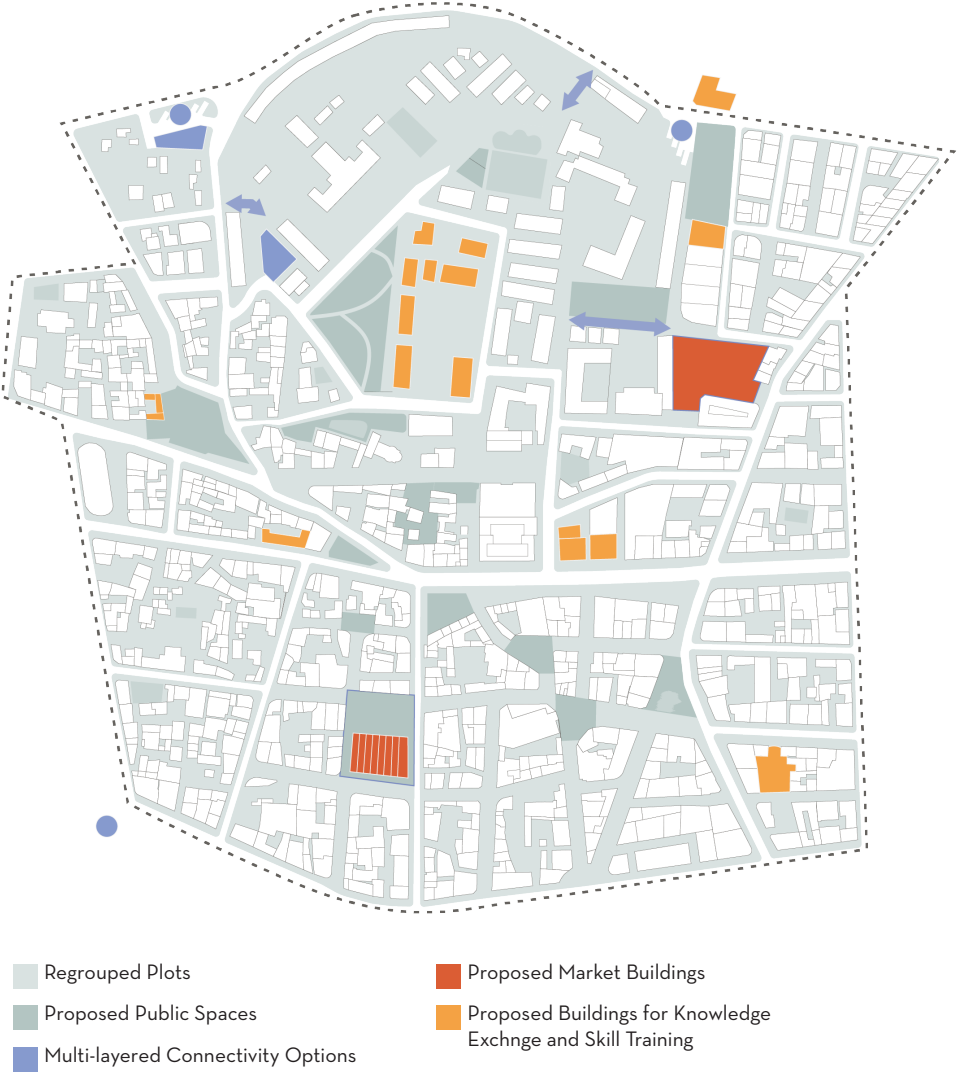 Regrouped Plots
Proposed Public Spaces
Multi-layered Connectivity Options
Proposed Market Buildings
Proposed Buildings for Knowledge
Exchnge and Skill Training